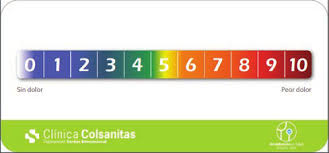 0 1 2 3 4 5 6 7 8 9 10
Sin dolor Peor dolor
Clínica Colsanitas